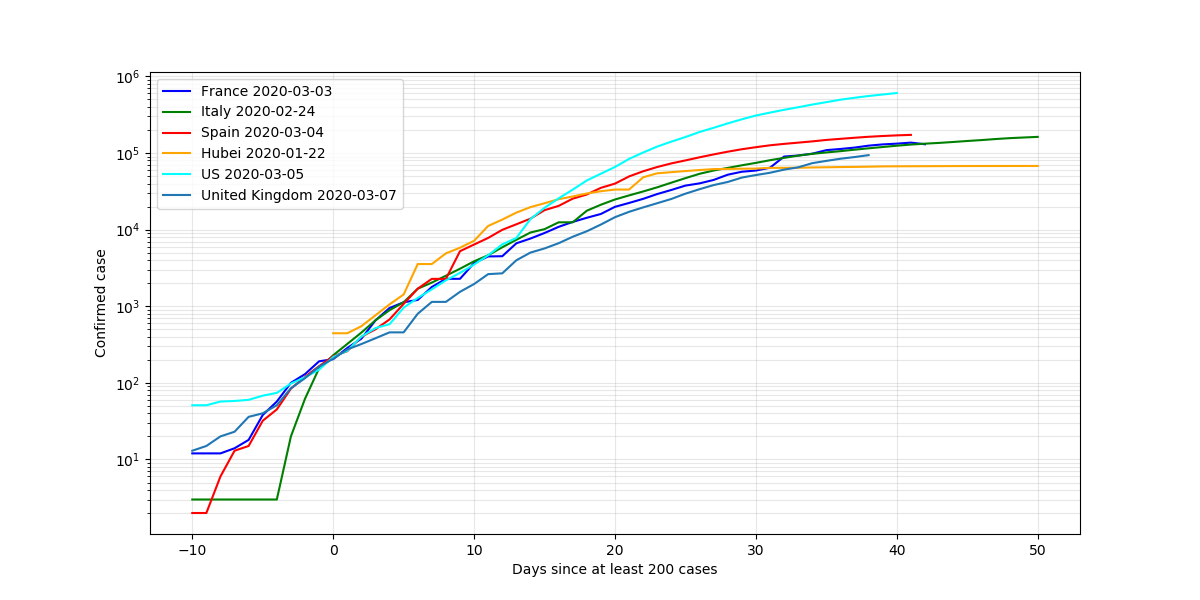 10⁶
10⁵
10⁴
10³
10²
10¹
Confirmed case
France 2020-03-03
Italy 2020-02-24
Spain 2020-03-04
Hubei 2020-01-22
US 2020-03-05
United Kingdom 2020-03-07
−10 0 10 20 30 40 50
Days since at least 200 cases